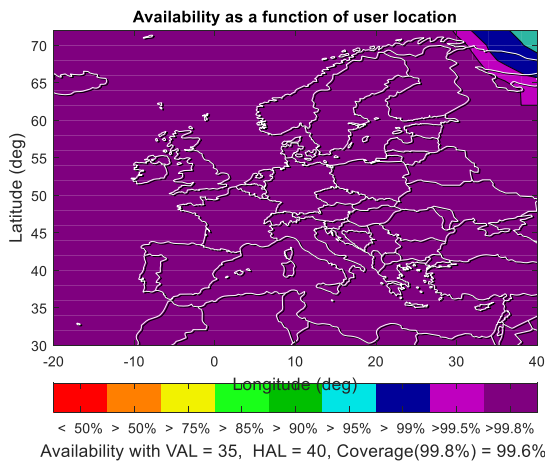 Availability as a function of user location
Latitude (deg)
70
65
60
55
50
45
40
35
30
-20 -10 0 10 20 30 40
Longitude (deg)
< 50% > 50% > 75% > 85% > 90% > 95% > 99% >99.5% >99.8%
Availability with VAL = 35, HAL = 40, Coverage(99.8%) = 99.6%